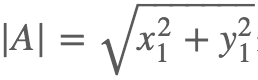 |A| = √(x₁² + y₁²)